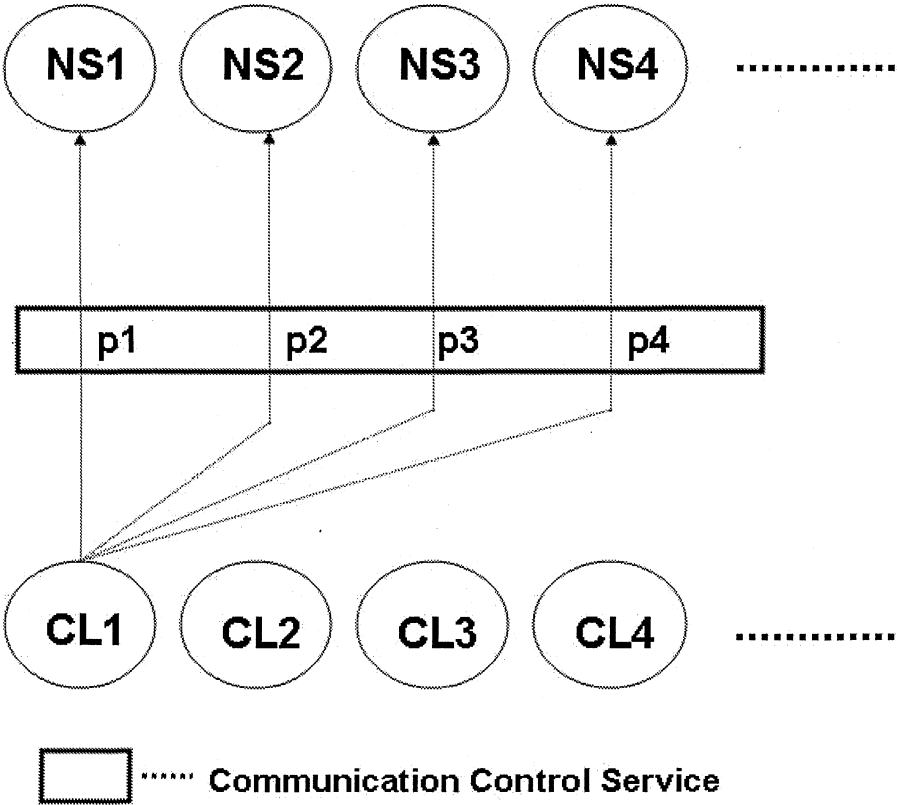 NS1 NS2 NS3 NS4
p1 p2 p3 p4
CL1 CL2 CL3 CL4
Communication Control Service